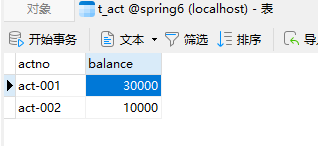 对象 t_act @spring6 (localhost) - 表
开始事务 文本 筛选 排序
actno balance
act-001 30000
act-002 10000